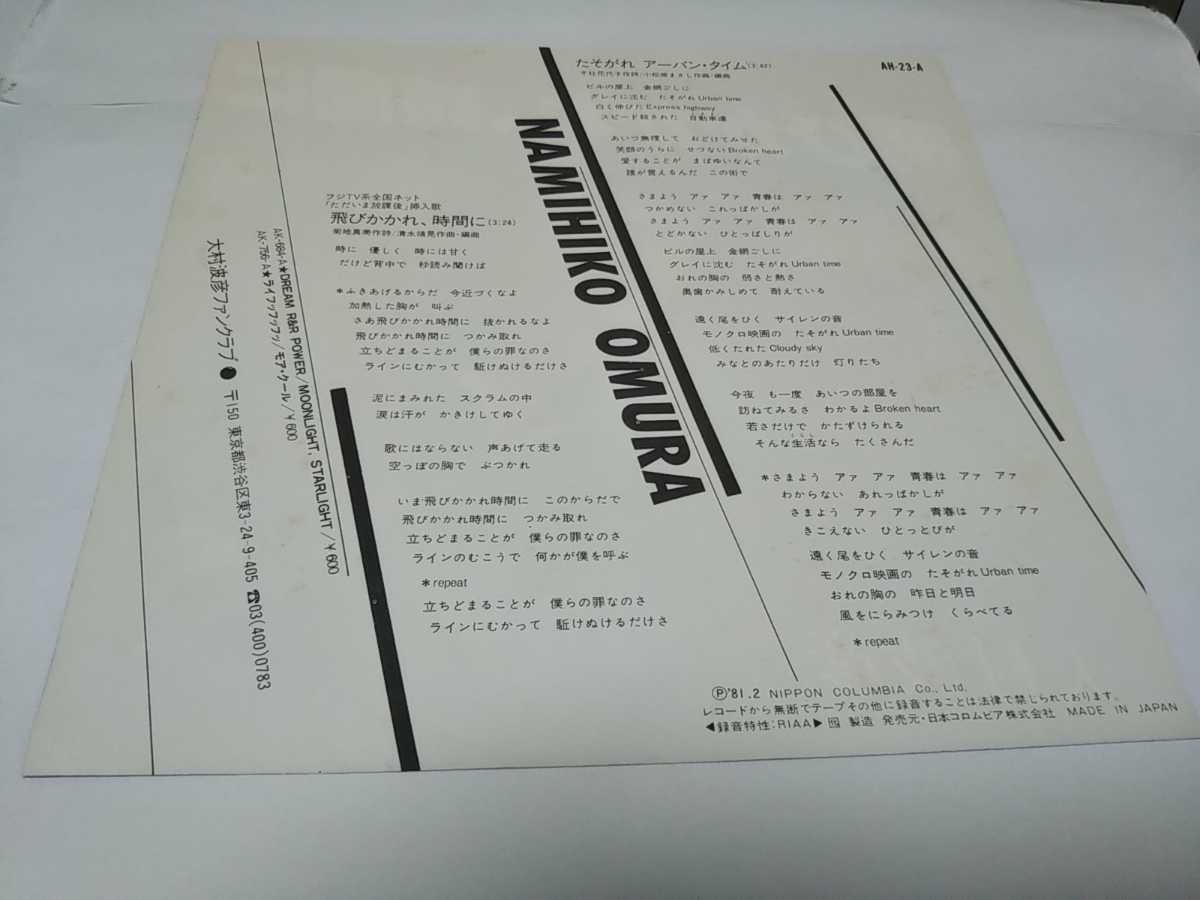 AH-23-A
たそがれ アーバン・タイム(3:42)
ビルの屋上 金網ごしに
グレイに沈む たそがれUrban time
白く伸びたExpress highway
スピード殺された 自動車達
あいつ無理して おどけてみせた
笑顔のうらに せつないBroken heart
愛することが まばゆいなんて
誰が言えるんだ この街で
さまよう アァ アァ 青春は アァ アァ
つかめない これっぱかしが
さまよう アァ アァ 青春は アァ アァ
とどかない ひとっぱしりが
ビルの屋上 金網ごしに
グレイに沈む たそがれUrban time
おれの胸の 弱さと熱さ
奥歯かみしめて 耐えている
遠く尾をひく サイレンの音
モノクロ映画の たそがれUrban time
低くたれたCloudy sky
みなとのあたりだけ 灯りたち
今夜 も一度 あいつの部屋を
訪ねてみるさ わかるよBroken heart
若さだけで かたずけられる
そんな生活なら たくさんだ
*さまよう アァ アァ 青春は アァ アァ
わからない あれっぱかしが
さまよう アァ アァ 青春は アァ アァ
きこえない ひとっとびが
遠く尾をひく サイレンの音
モノクロ映画の たそがれUrban time
おれの胸の 昨日と明日
風をにらみつけ くらべてる
*repeat
NAMIHIKO OMURA
フジTV系全国ネット
「ただいま放課後」挿入歌
飛びかかれ、時間に(3:24)
菊地真美作詩/清水靖晃作曲・編曲
時に 優しく 時には甘く
だけど背中で 秒読み聞けば
*ふきあげるからだ 今近づくなよ
加熱した胸が 叫ぶ
さあ飛びかかれ時間に 抜かれるなよ
飛びかかれ時間に つかみ取れ
立ちどまることが 僕らの罪なのさ
ラインにむかって 駈けぬけるだけさ
泥にまみれた スクラムの中
涙は汗が かきけしてゆく
歌にはならない 声あげて走る
空っぽの胸で ぶつかれ
いま飛びかかれ時間に このからだで
飛びかかれ時間に つかみ取れ
立ちどまることが 僕らの罪なのさ
ラインのむこうで 何かが僕を呼ぶ
*repeat
立ちどまることが 僕らの罪なのさ
ラインにむかって 駈けぬけるだけさ
AK-684-A★DREAM R&R POWER/MOONLIGHT, STARLIGHT/¥600
AK-756-A★ライフッフッフッ/モア・クール/¥600
大村波彦ファンクラブ 〒150 東京都渋谷区東3-24-9-405 ☎03(400)0783
Ⓟ'81.2 NIPPON COLUMBIA Co., Ltd.
レコードから無断でテープその他に録音することは法律で禁じられております。
◀録音特性:RIAA▶ 製造 発売元・日本コロムビア株式会社 MADE IN JAPAN